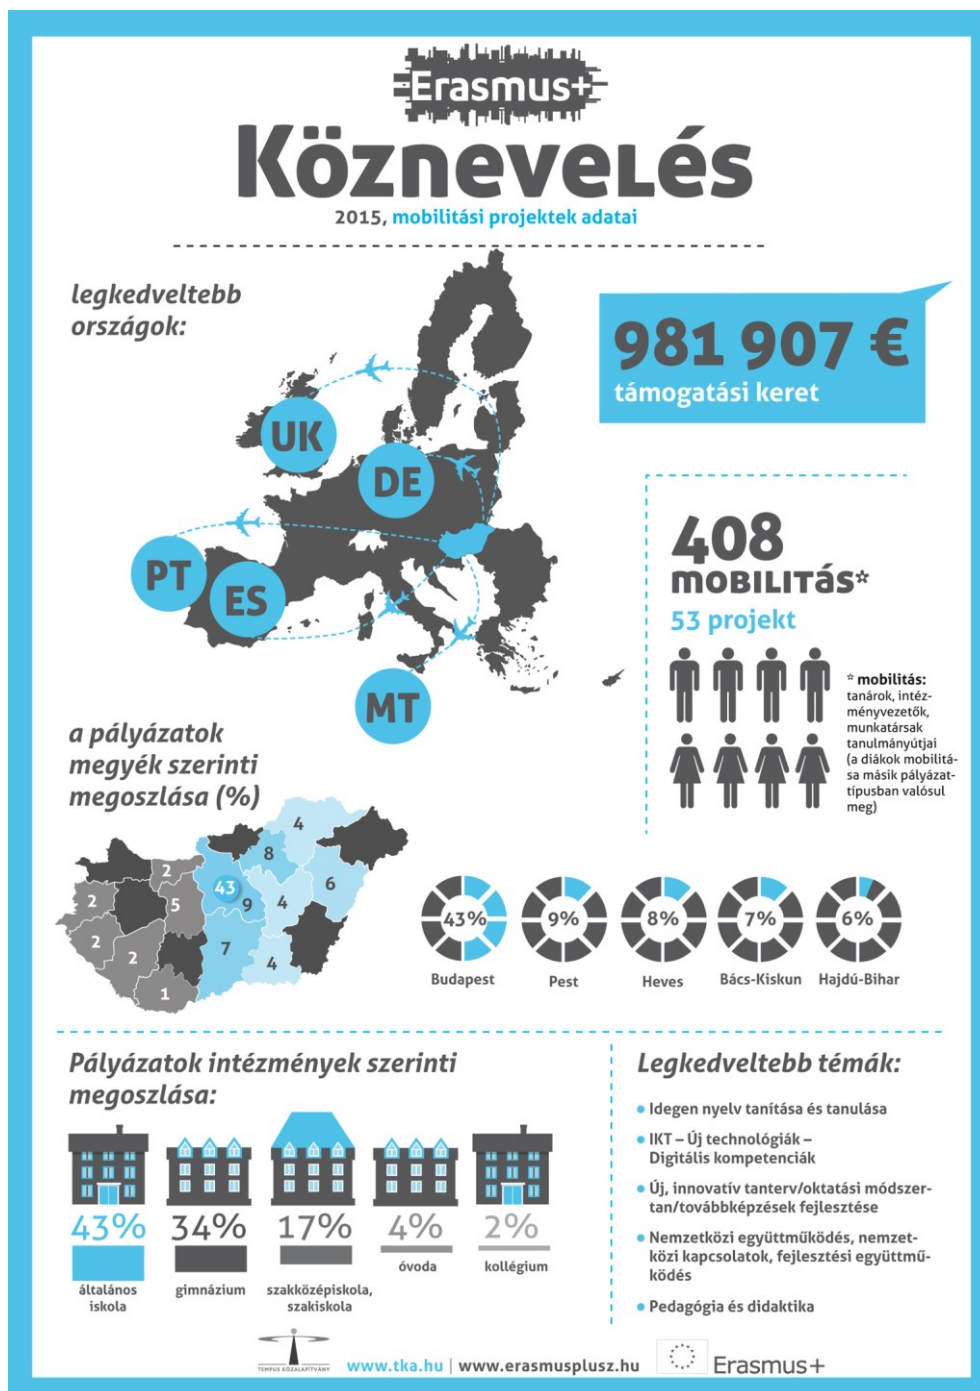 Erasmus+
Köznevelés
2015, mobilitási projektek adatai
legkedveltebb
országok:
981 907 €
támogatási keret
UK
DE
PT
ES
MT
408
MOBILITÁS*
53 projekt
* mobilitás:
tanárok, intéz-
ményvezetők,
munkatársak
tanulmányútjai
(a diákok mobilitá-
sa másik pályázat-
típusban valósul
meg)
a pályázatok
megyék szerinti
megoszlása (%)
4
8
2
43
9
6
2
5
4
2
2
7
4
1
43%
Budapest
9%
Pest
8%
Heves
7%
Bács-Kiskun
6%
Hajdú-Bihar
Pályázatok intézmények szerinti
megoszlása:
43%
általános
iskola
34%
gimnázium
17%
szakközépiskola,
szakiskola
4%
óvoda
2%
kollégium
Legkedveltebb témák:
• Idegen nyelv tanítása és tanulása
• IKT – Új technológiák –
Digitális kompetenciák
• Új, innovatív tanterv/oktatási módszer-
tan/továbbképzések fejlesztése
• Nemzetközi együttműködés, nemzet-
közi kapcsolatok, fejlesztési együttmű-
ködés
• Pedagógia és didaktika
TEMPUS KÖZALAPÍTVÁNY
www.tka.hu | www.erasmusplusz.hu
Erasmus+